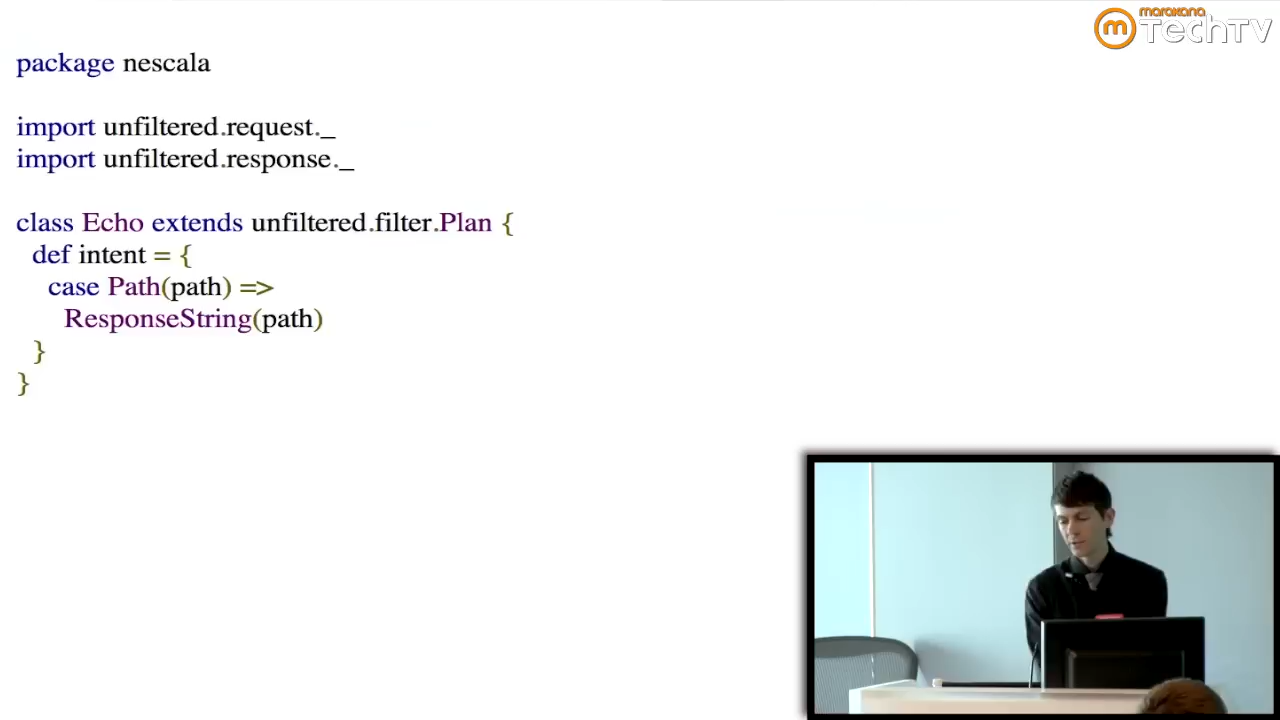 marakana
m TechTV
package nescala
import unfiltered.request._
import unfiltered.response._
class Echo extends unfiltered.filter.Plan {
def intent = {
case Path(path) =>
ResponseString(path)
}
}